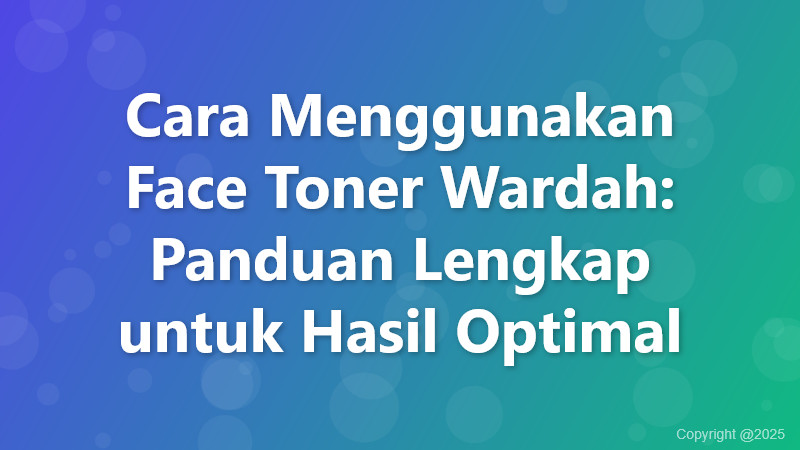 Cara Menggunakan
Face Toner Wardah:
Panduan Lengkap
untuk Hasil Optimal
Copyright @2025